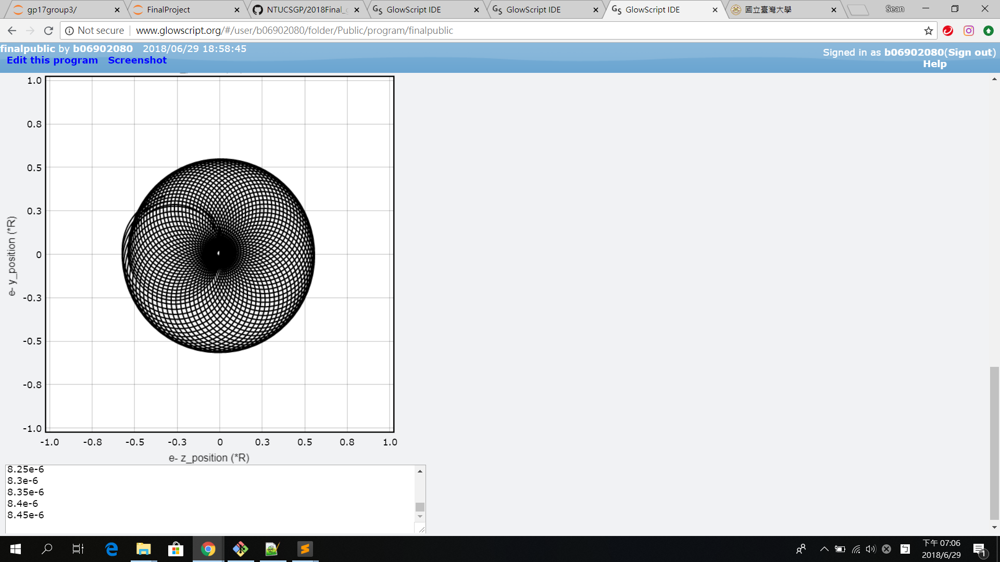 gp17group3/
FinalProject
NTUCSGP/2018Final_
GlowScript IDE
GlowScript IDE
GlowScript IDE
國立臺灣大學
Sean
Not secure
www.glowscript.org/#/user/b06902080/folder/Public/program/finalpublic
finalpublic by b06902080 2018/06/29 18:58:45
Signed in as b06902080(Sign out)
Edit this program Screenshot
Help
1.0
0.8
0.5
0.3
0
-0.3
-0.5
-0.8
-1.0
e- y_position (*R)
-1.0 -0.8 -0.5 -0.3 0 0.3 0.5 0.8 1.0
e- z_position (*R)
8.25e-6
8.3e-6
8.35e-6
8.4e-6
8.45e-6
下午 07:06
2018/6/29
1